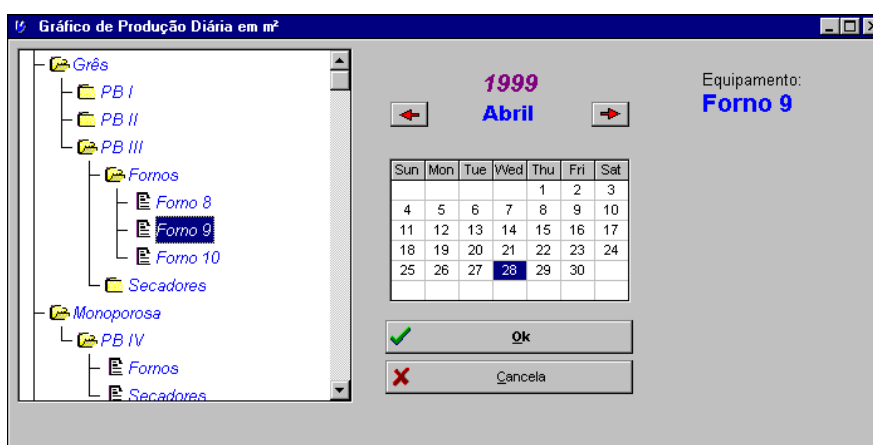 Gráfico de Produção Diária em m²
Grês
PB I
PB II
PB III
Fornos
Forno 8
Forno 9
Forno 10
Secadores
Monoporosa
PB IV
Fornos
Secadores
1999
Abril
Sun Mon Tue Wed Thu Fri Sat
1 2 3
4 5 6 7 8 9 10
11 12 13 14 15 16 17
18 19 20 21 22 23 24
25 26 27 28 29 30
Ok
Cancela
Equipamento:
Forno 9